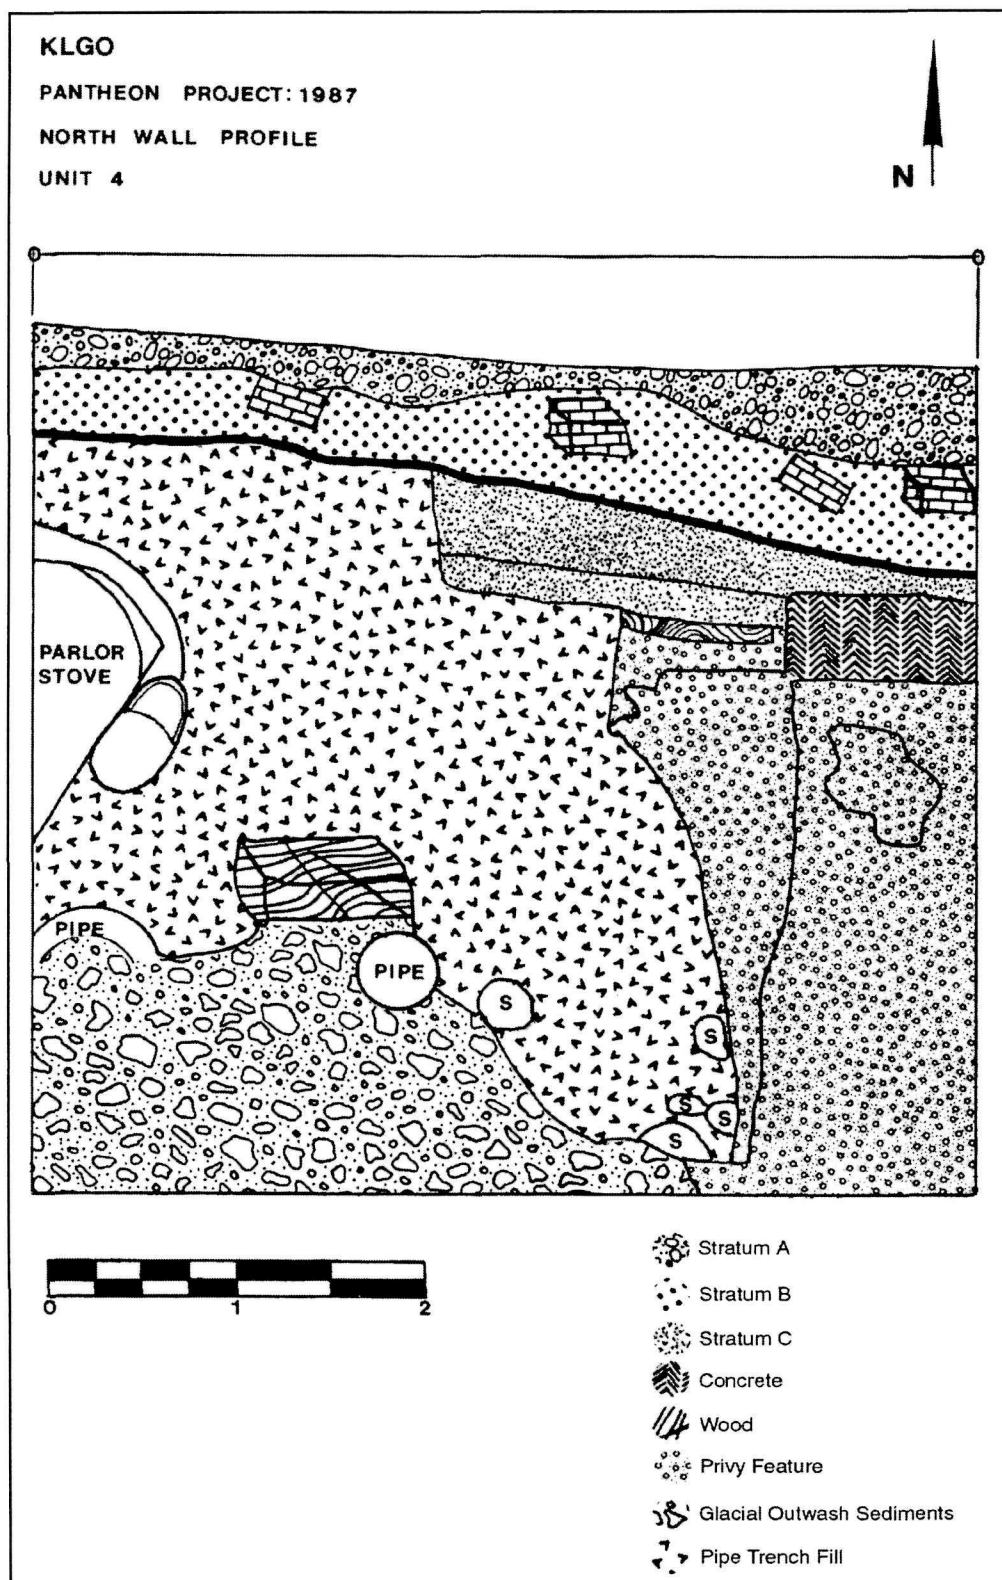 KLGO
PANTHEON PROJECT: 1987
NORTH WALL PROFILE
UNIT 4
N
PARLOR
STOVE
PIPE
PIPE
S
S
S
S
S
0 1 2
Stratum A
Stratum B
Stratum C
Concrete
Wood
Privy Feature
Glacial Outwash Sediments
Pipe Trench Fill